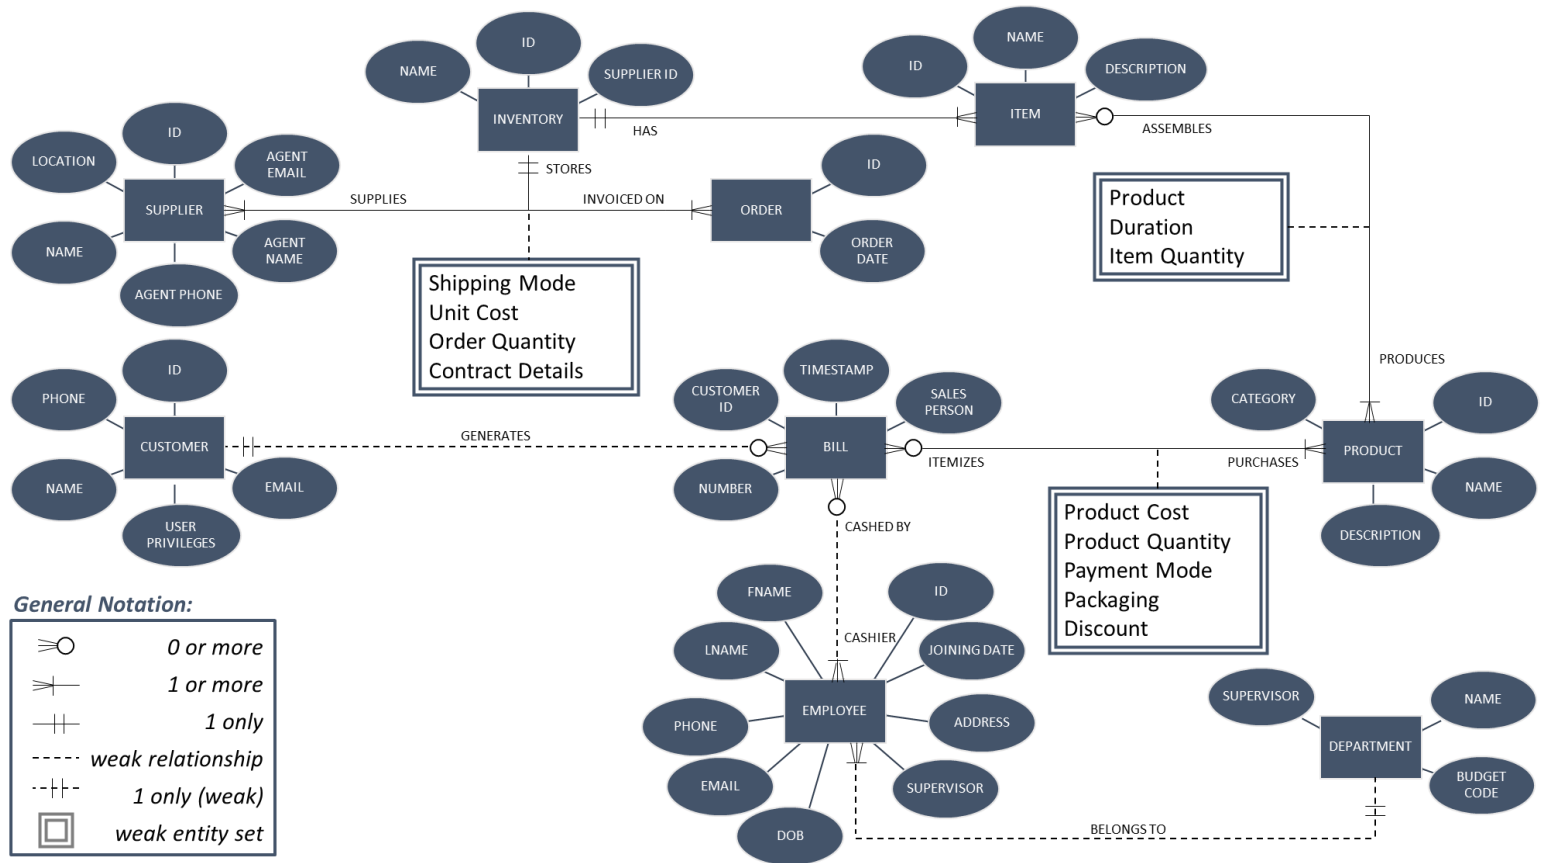 ID
NAME
SUPPLIER ID
INVENTORY
HAS
STORES
ID
NAME
DESCRIPTION
ITEM
ASSEMBLES
ID
LOCATION
AGENT
EMAIL
SUPPLIER
NAME
AGENT
NAME
AGENT PHONE
SUPPLIES
INVOICED ON
ORDER
ID
ORDER
DATE
Product
Duration
Item Quantity
Shipping Mode
Unit Cost
Order Quantity
Contract Details
PRODUCES
ID
PHONE
CUSTOMER
NAME
EMAIL
USER
PRIVILEGES
GENERATES
TIMESTAMP
CUSTOMER
ID
SALES
PERSON
BILL
NUMBER
ITEMIZES
PURCHASES
CATEGORY
ID
PRODUCT
NAME
DESCRIPTION
Product Cost
Product Quantity
Payment Mode
Packaging
Discount
CASHED BY
CASHIER
FNAME
ID
LNAME
JOINING DATE
EMPLOYEE
PHONE
ADDRESS
EMAIL
SUPERVISOR
DOB
BELONGS TO
SUPERVISOR
NAME
DEPARTMENT
BUDGET
CODE
General Notation:
0 or more
1 or more
1 only
weak relationship
1 only (weak)
weak entity set